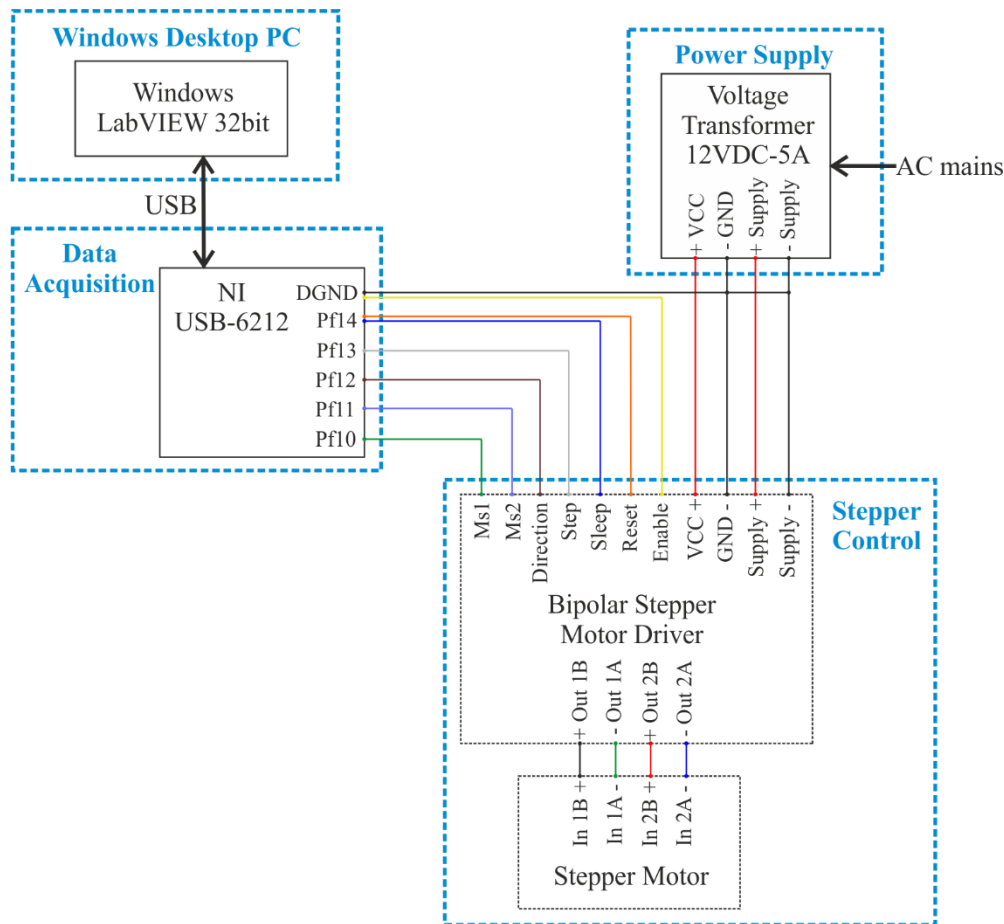 Windows Desktop PC
Windows
LabVIEW 32bit
USB
Data
Acquisition
NI
USB-6212
DGND
Pf14
Pf13
Pf12
Pf11
Pf10
Power Supply
Voltage
Transformer
12VDC-5A
+ VCC
- GND
+ Supply
- Supply
AC mains
Stepper
Control
Ms1
Ms2
Direction
Step
Sleep
Reset
Enable
VCC +
GND -
Supply +
Supply -
Bipolar Stepper
Motor Driver
+ Out 1B
- Out 1A
+ Out 2B
- Out 2A
In 1B +
In 1A -
In 2B +
In 2A -
Stepper Motor